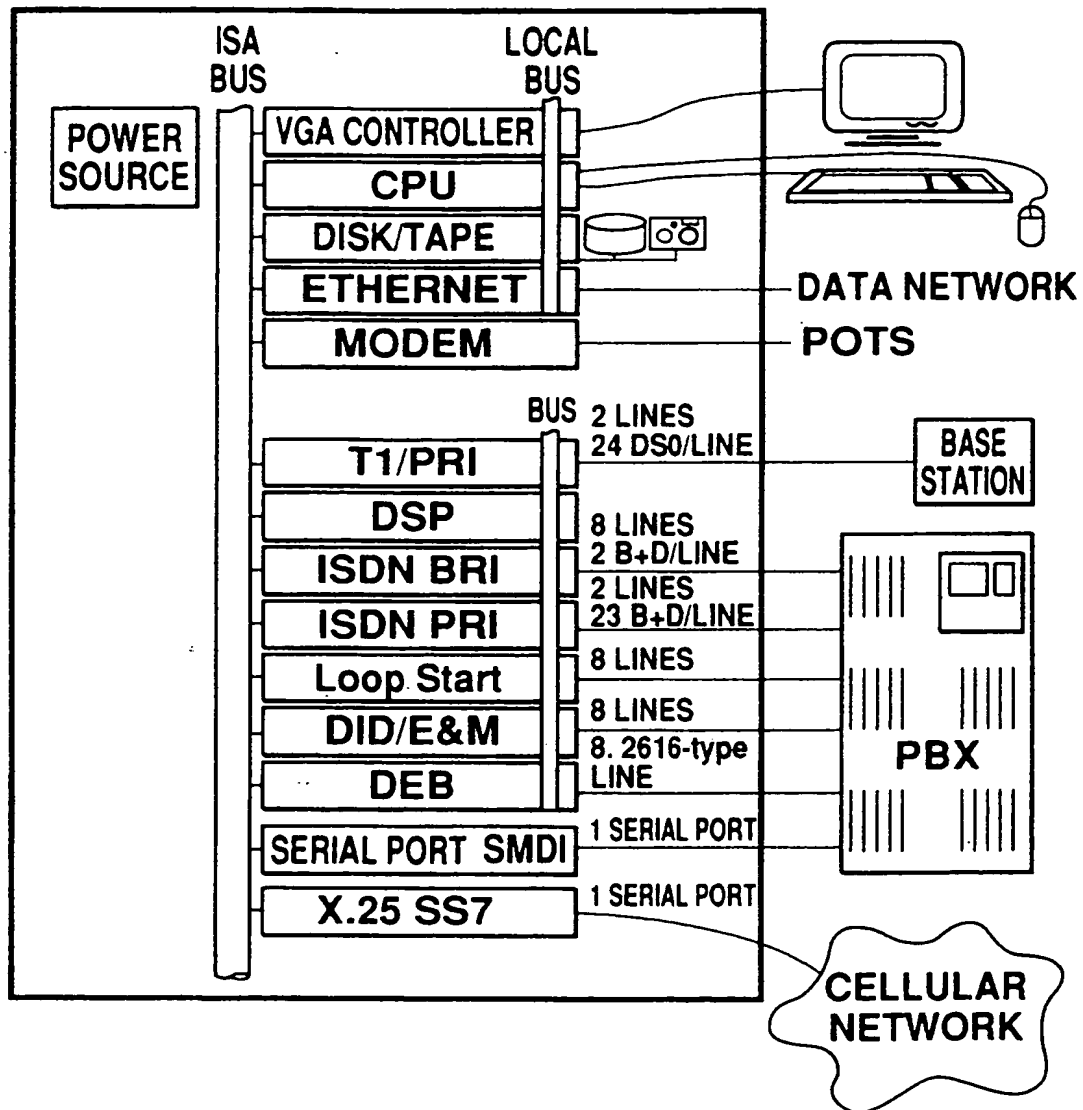 ISA
BUS
LOCAL
BUS
POWER
SOURCE
VGA CONTROLLER
CPU
DISK/TAPE
ETHERNET
DATA NETWORK
MODEM
POTS
BUS
2 LINES
24 DS0/LINE
T1/PRI
BASE
STATION
DSP
8 LINES
2 B+D/LINE
ISDN BRI
2 LINES
23 B+D/LINE
ISDN PRI
8 LINES
Loop Start
8 LINES
DID/E&M
8. 2616-type
LINE
DEB
PBX
1 SERIAL PORT
SERIAL PORT SMDI
1 SERIAL PORT
X.25 SS7
CELLULAR
NETWORK